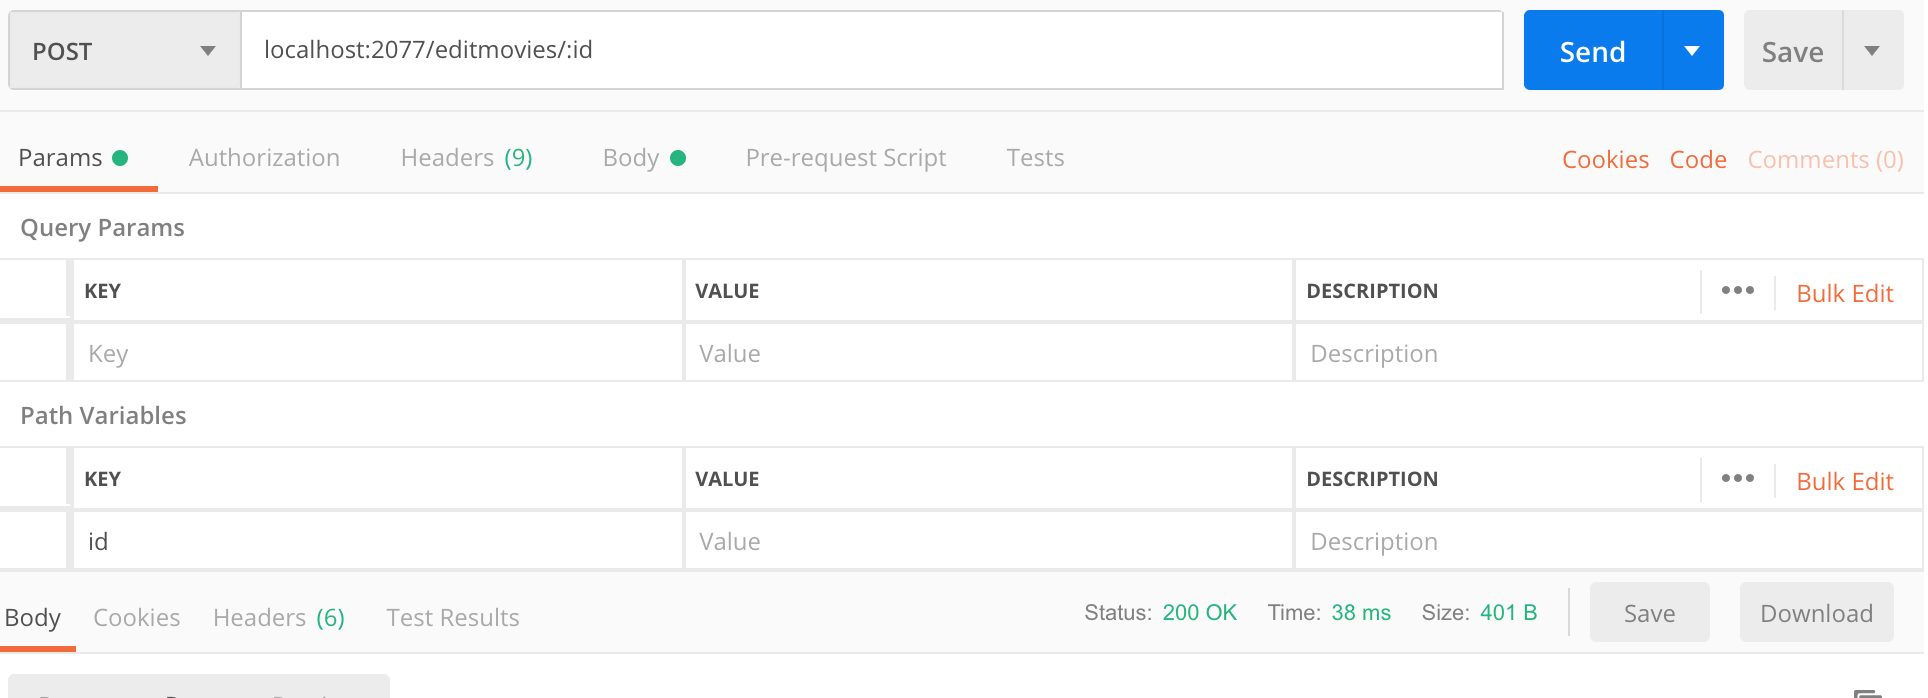 POST localhost:2077/editmovies/:id Send Save
Params Authorization Headers (9) Body Pre-request Script Tests Cookies Code Comments (0)
Query Params
KEY VALUE DESCRIPTION ••• Bulk Edit
Key Value Description
Path Variables
KEY VALUE DESCRIPTION ••• Bulk Edit
id Value Description
Body Cookies Headers (6) Test Results Status: 200 OK Time: 38 ms Size: 401 B Save Download